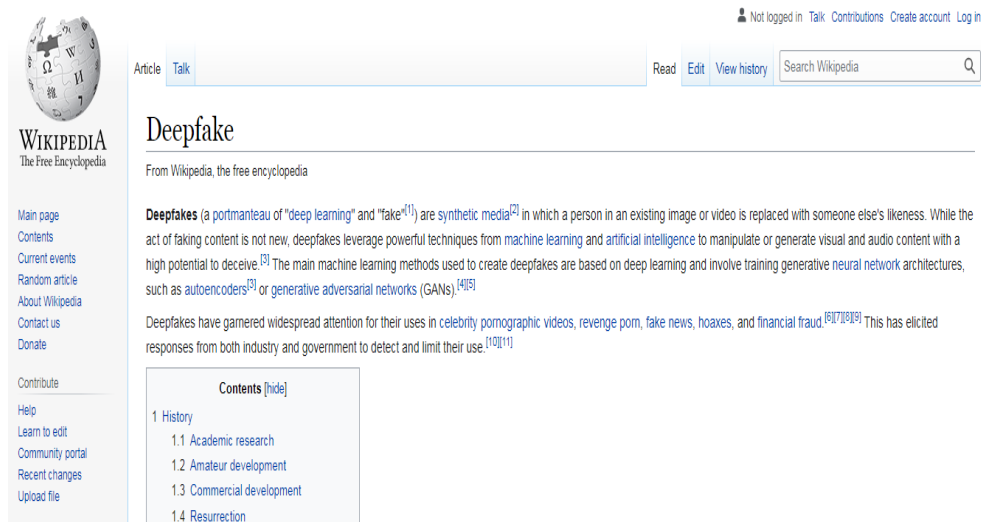 Not logged in Talk Contributions Create account Log in
Article Talk
Read Edit View history Search Wikipedia
WIKIPEDIA
The Free Encyclopedia
Main page
Contents
Current events
Random article
About Wikipedia
Contact us
Donate
Contribute
Help
Learn to edit
Community portal
Recent changes
Upload file
Deepfake
From Wikipedia, the free encyclopedia
Deepfakes (a portmanteau of "deep learning" and "fake"[1]) are synthetic media[2] in which a person in an existing image or video is replaced with someone else's likeness. While the
act of faking content is not new, deepfakes leverage powerful techniques from machine learning and artificial intelligence to manipulate or generate visual and audio content with a
high potential to deceive.[3] The main machine learning methods used to create deepfakes are based on deep learning and involve training generative neural network architectures,
such as autoencoders[3] or generative adversarial networks (GANs).[4][5]
Deepfakes have garnered widespread attention for their uses in celebrity pornographic videos, revenge porn, fake news, hoaxes, and financial fraud.[6][7][8][9] This has elicited
responses from both industry and government to detect and limit their use.[10][11]
Contents [hide]
1 History
1.1 Academic research
1.2 Amateur development
1.3 Commercial development
1.4 Resurrection